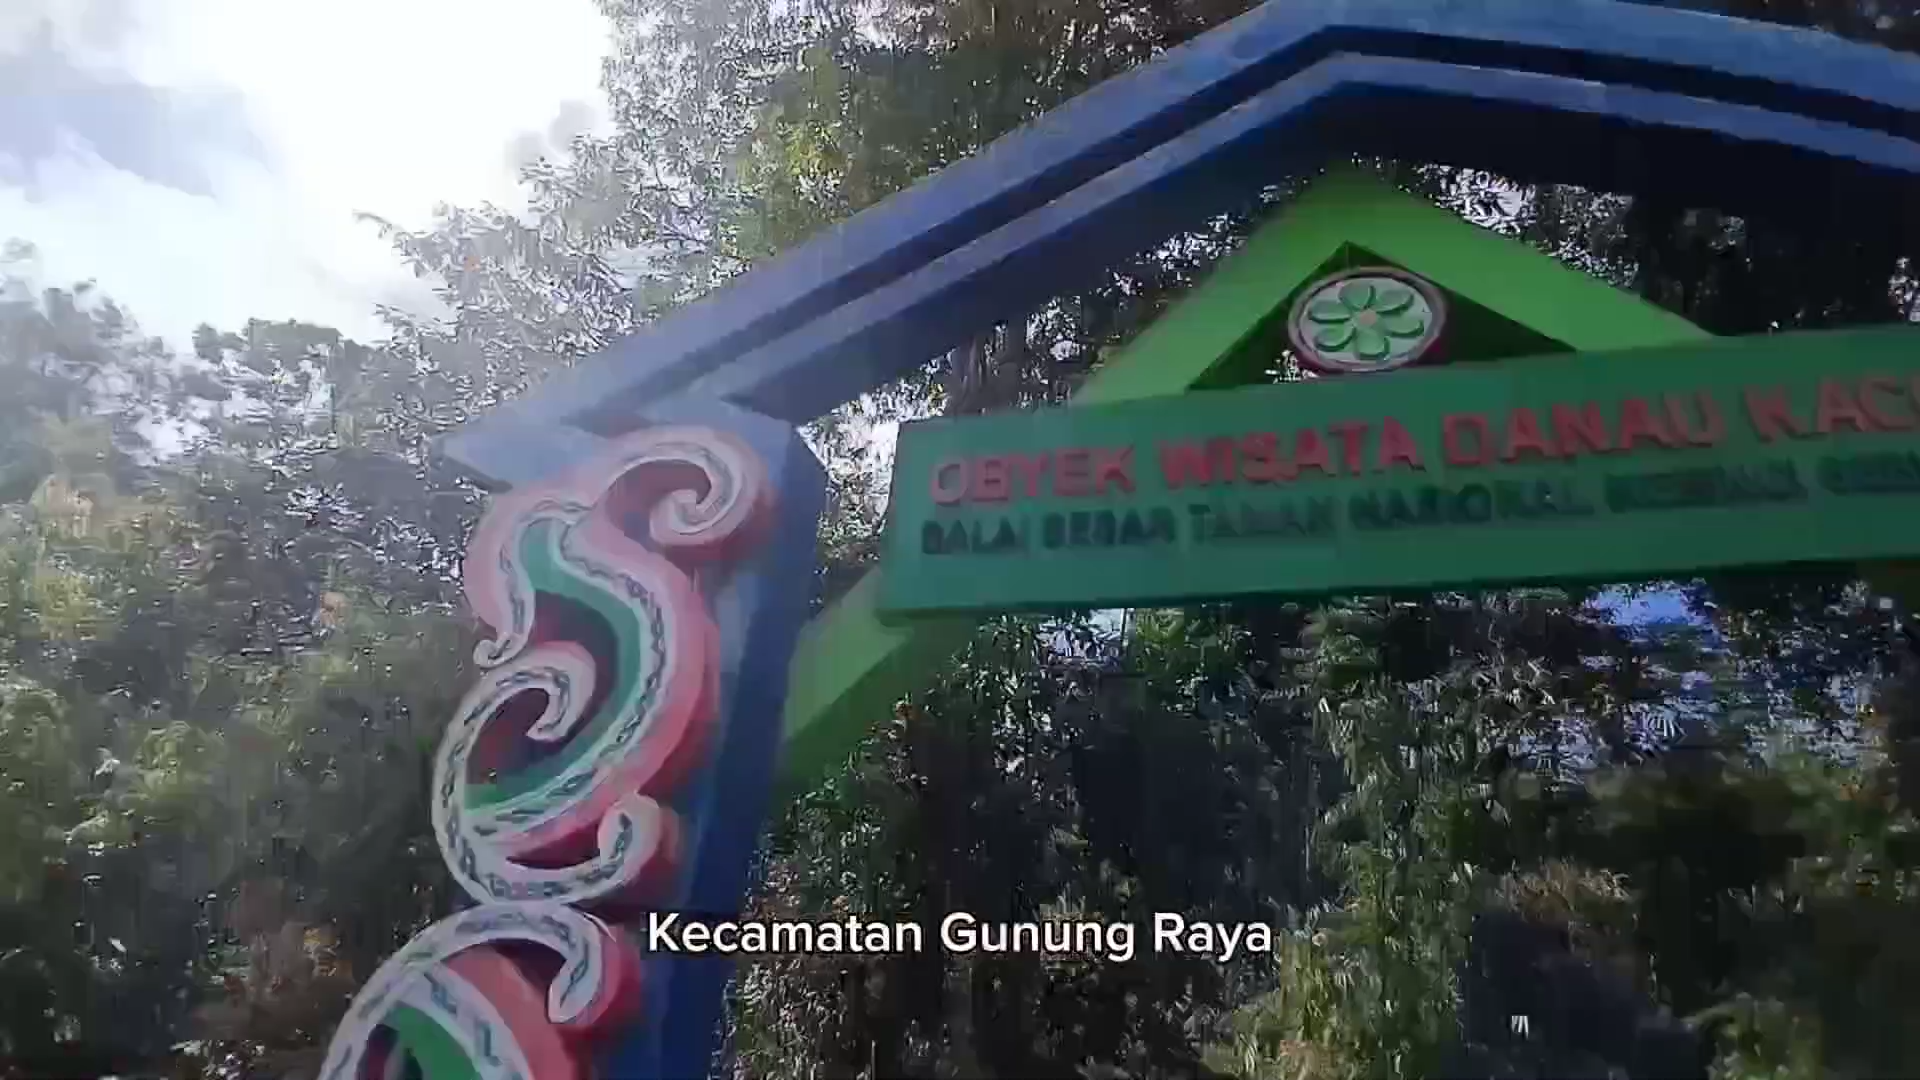 OBYEK WISATA DANAU KAC
BALAI BESAR TAMAN NASIONAL
Kecamatan Gunung Raya